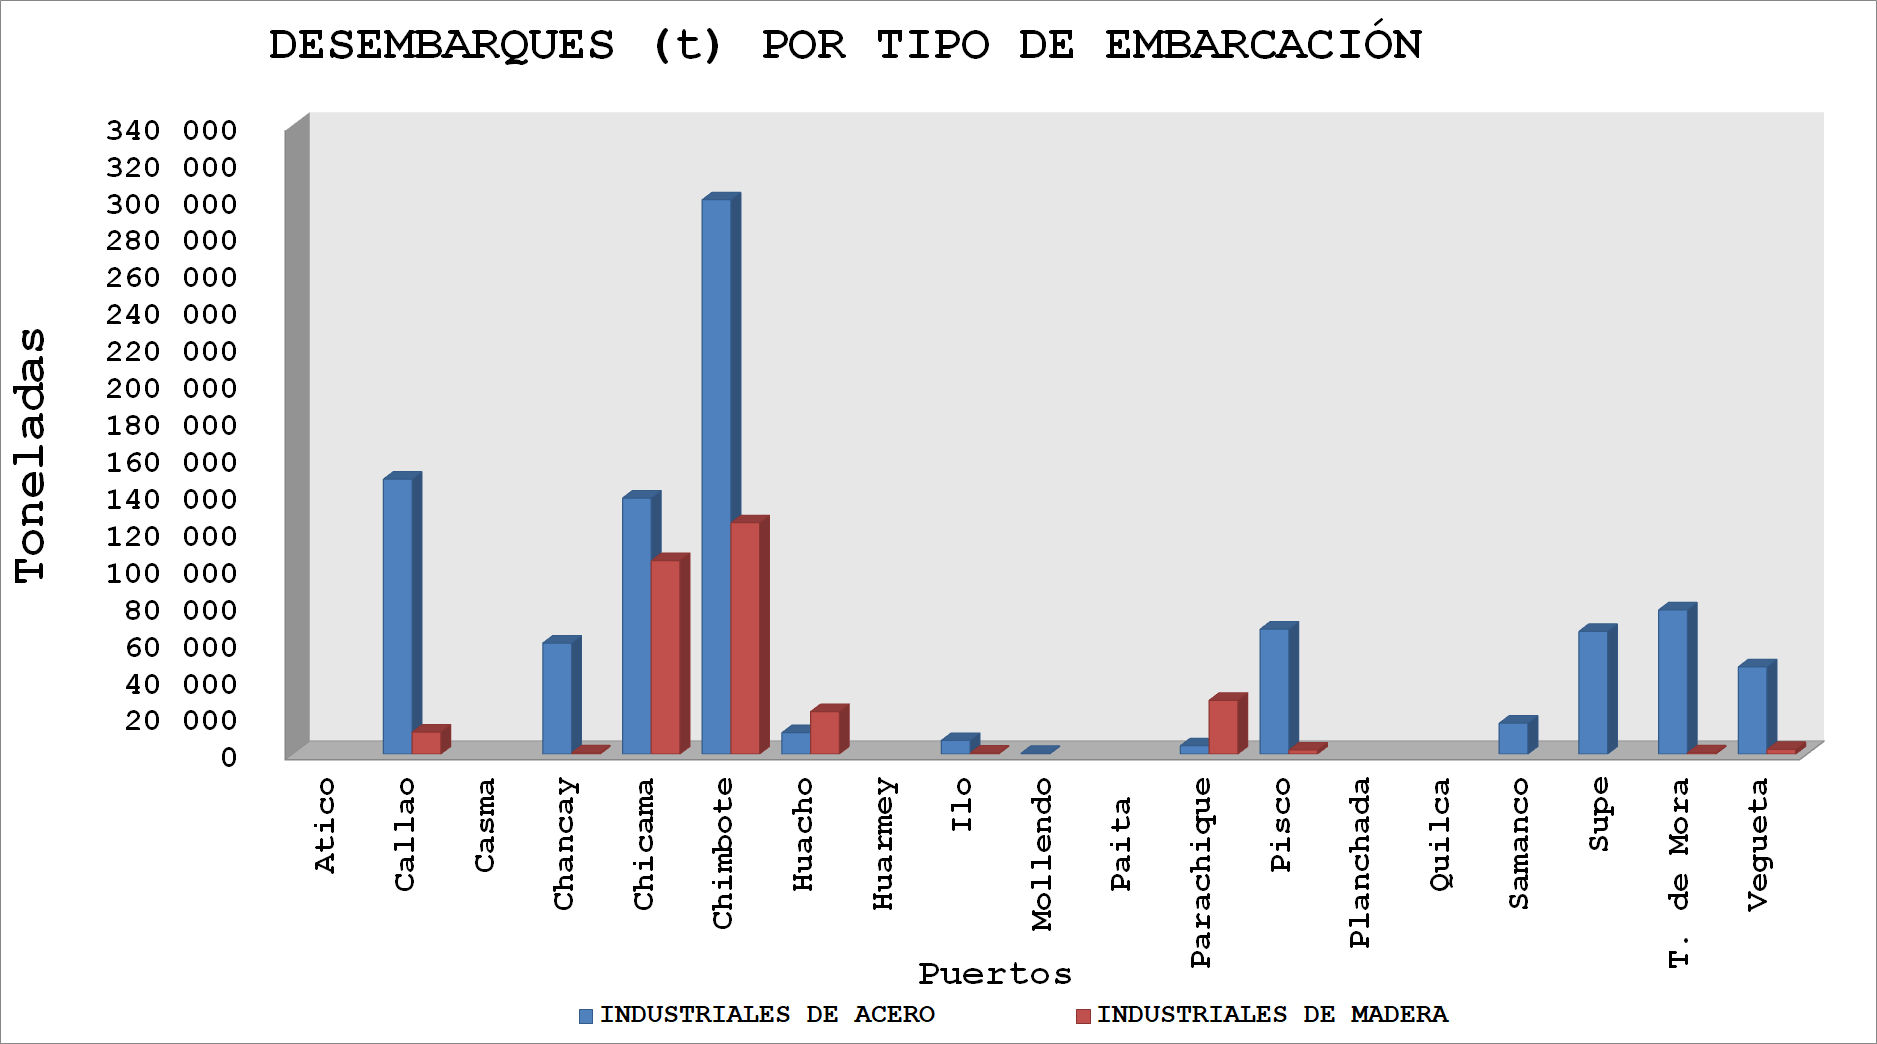 DESEMBARQUES (t) POR TIPO DE EMBARCACIÓN
Toneladas
340 000
320 000
300 000
280 000
260 000
240 000
220 000
200 000
180 000
160 000
140 000
120 000
100 000
80 000
60 000
40 000
20 000
0
Atico
Callao
Casma
Chancay
Chicama
Chimbote
Huacho
Huarmey
Ilo
Mollendo
Paita
Parachique
Pisco
Planchada
Quilca
Samanco
Supe
T. de Mora
Vegueta
Puertos
INDUSTRIALES DE ACERO
INDUSTRIALES DE MADERA